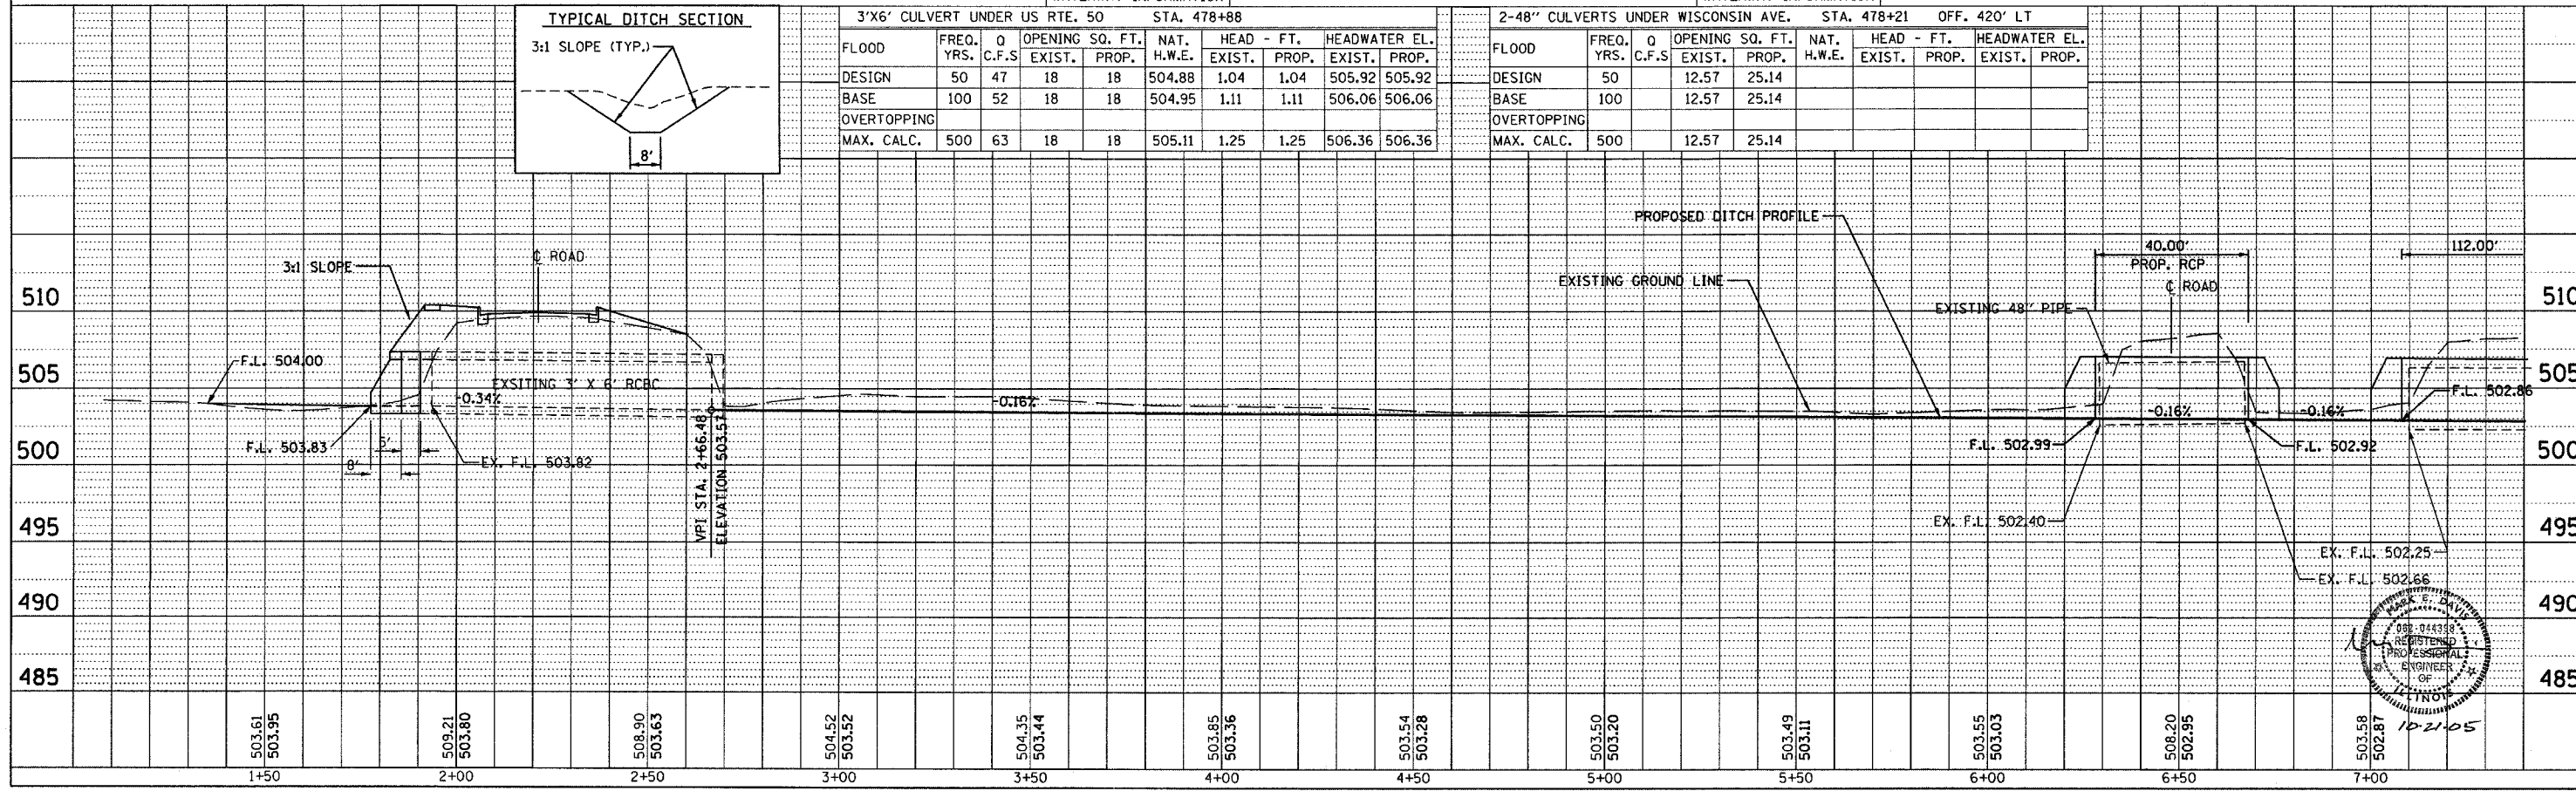 TYPICAL DITCH SECTION
3:1 SLOPE (TYP.)
8'
3'X6' CULVERT UNDER US RTE. 50 STA. 478+88
FLOOD FREQ. YRS. Q C.F.S OPENING SQ. FT. EXIST. PROP. NAT. H.W.E. HEAD - FT. EXIST. PROP. HEADWATER EL. EXIST. PROP.
DESIGN 50 47 18 18 504.88 1.04 1.04 505.92 505.92
BASE 100 52 18 18 504.95 1.11 1.11 506.06 506.06
OVERTOPPING
MAX. CALC. 500 63 18 18 505.11 1.25 1.25 506.36 506.36
2-48" CULVERTS UNDER WISCONSIN AVE. STA. 478+21 OFF. 420' LT
FLOOD FREQ. YRS. Q C.F.S OPENING SQ. FT. EXIST. PROP. NAT. H.W.E. HEAD - FT. EXIST. PROP. HEADWATER EL. EXIST. PROP.
DESIGN 50 12.57 25.14
BASE 100 12.57 25.14
OVERTOPPING
MAX. CALC. 500 12.57 25.14
PROPOSED DITCH PROFILE
40.00'
PROP. RCP
112.00'
℄ ROAD
3:1 SLOPE
EXISTING GROUND LINE
℄ ROAD
EXISTING 48" PIPE
510
510
F.L. 504.00
505
505
EXSITING 3' X 6' RCBC
-0.34%
-0.16%
-0.16%
-0.16%
F.L. 502.86
F.L. 503.83
5'
8'
EX. F.L. 503.82
F.L. 502.99
F.L. 502.92
500
500
VPI STA. 2+66.48
ELEVATION 503.57
EX. F.L. 502.40
495
495
EX. F.L. 502.25
EX. F.L. 502.66
490
490
MARK E. DAVIS
062-044398
REGISTERED
PROFESSIONAL
ENGINEER
OF
ILLINOIS
10-21-05
485
485
503.61 503.95
509.21 503.80
508.90 503.63
504.52 503.52
504.35 503.44
503.85 503.36
503.54 503.28
503.50 503.20
503.49 503.11
503.55 503.03
508.20 502.95
503.58 502.87
1+50 2+00 2+50 3+00 3+50 4+00 4+50 5+00 5+50 6+00 6+50 7+00